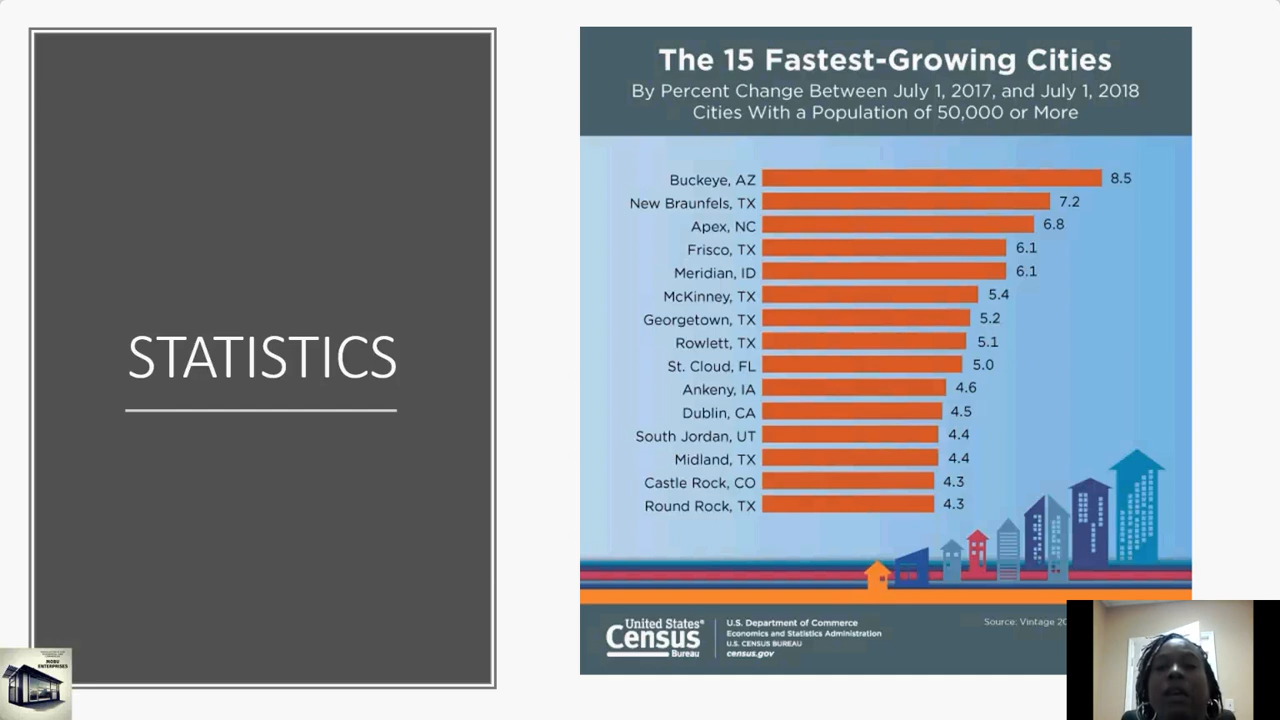 STATISTICS
The 15 Fastest-Growing Cities
By Percent Change Between July 1, 2017, and July 1, 2018
Cities With a Population of 50,000 or More
Buckeye, AZ 8.5
New Braunfels, TX 7.2
Apex, NC 6.8
Frisco, TX 6.1
Meridian, ID 6.1
McKinney, TX 5.4
Georgetown, TX 5.2
Rowlett, TX 5.1
St. Cloud, FL 5.0
Ankeny, IA 4.6
Dublin, CA 4.5
South Jordan, UT 4.4
Midland, TX 4.4
Castle Rock, CO 4.3
Round Rock, TX 4.3
United States®
Census
Bureau
U.S. Department of Commerce
Economics and Statistics Administration
U.S. CENSUS BUREAU
census.gov
Source: Vintage 20
MOBU
ENTERPRISES